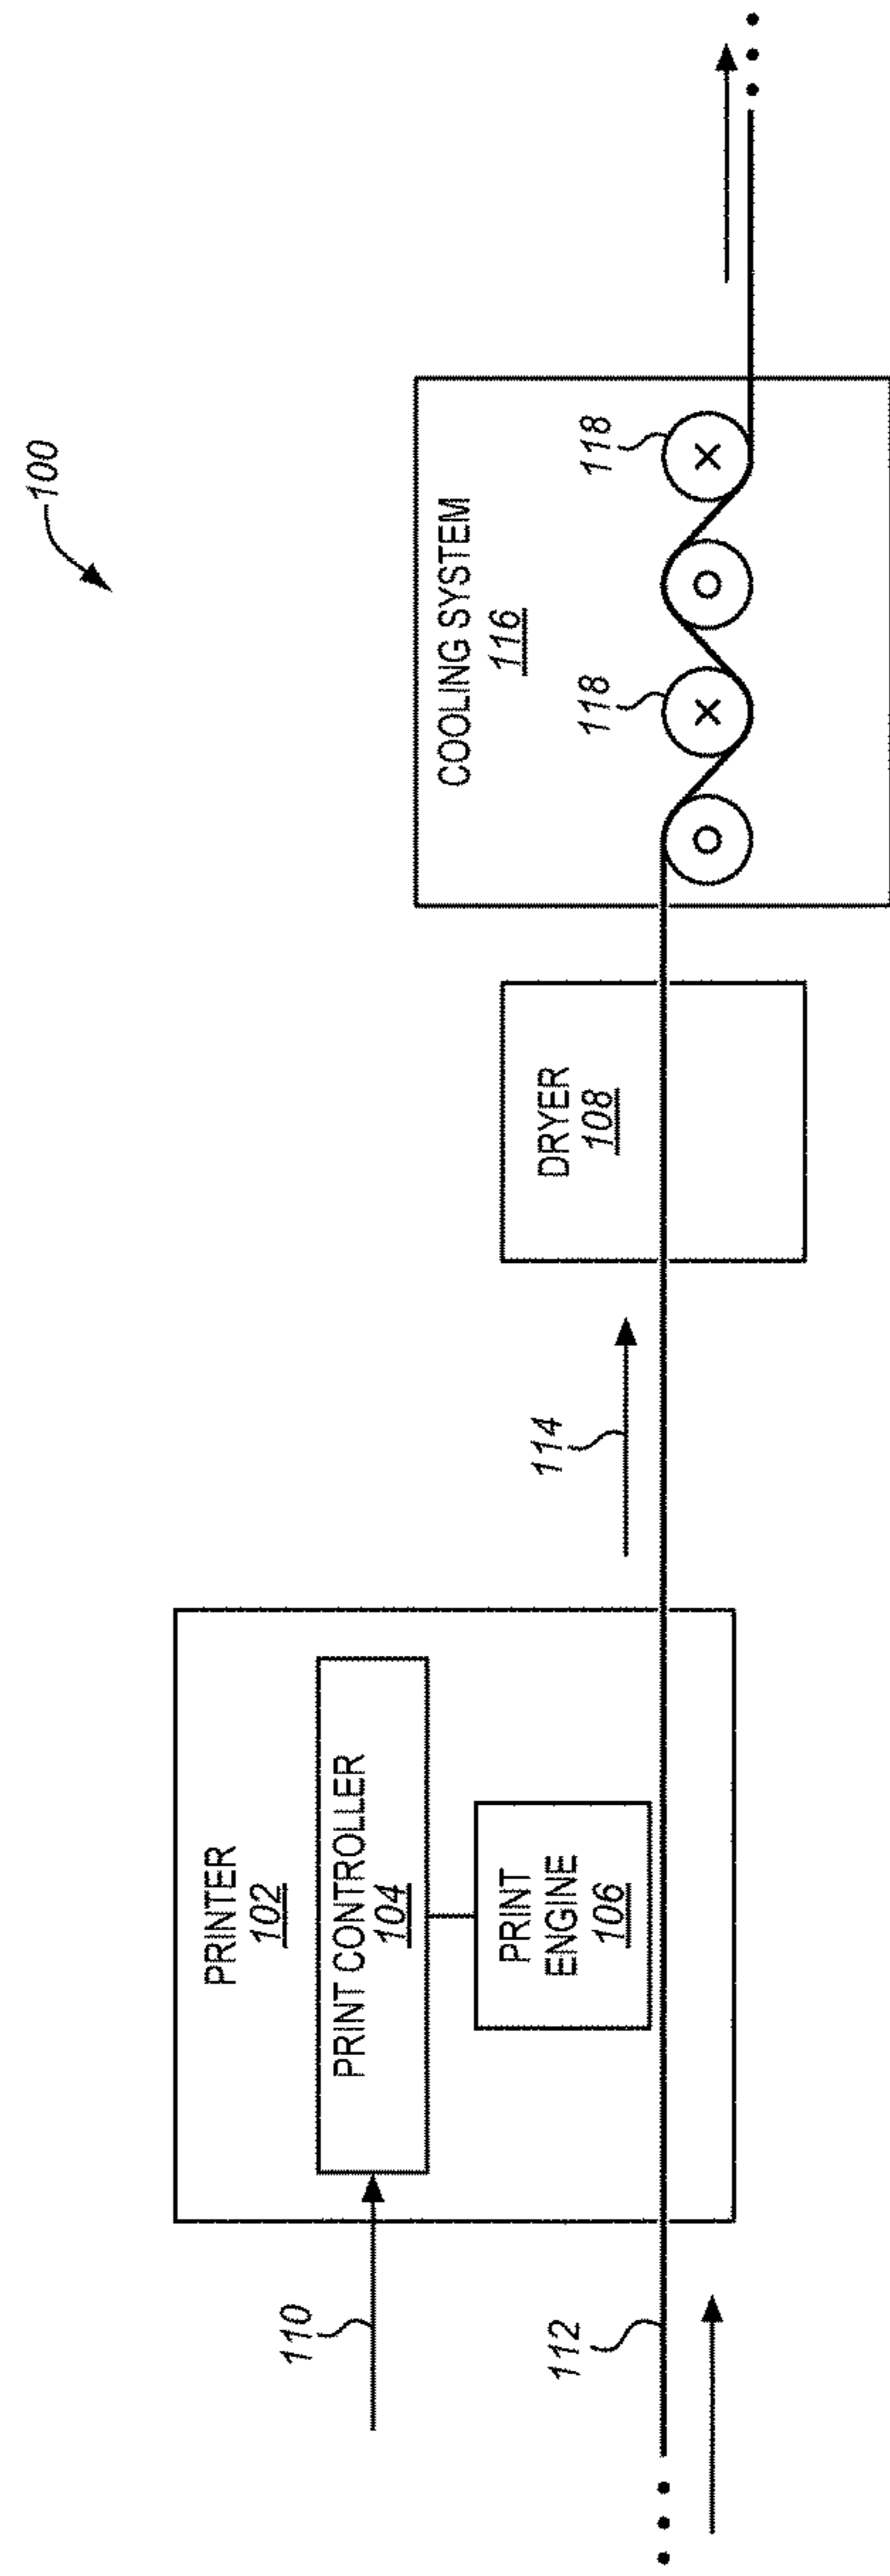 100
PRINTER
102
PRINT CONTROLLER
104
PRINT
ENGINE
106
110
112
114
DRYER
108
COOLING SYSTEM
116
118
118